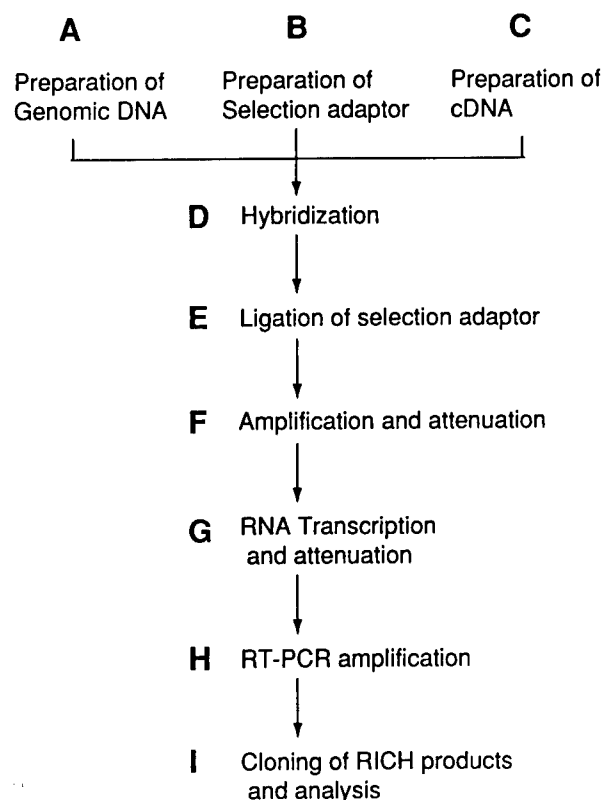 A
B
C
Preparation of
Genomic DNA
Preparation of
Selection adaptor
Preparation of
cDNA
D Hybridization
E Ligation of selection adaptor
F Amplification and attenuation
G RNA Transcription
and attenuation
H RT-PCR amplification
I Cloning of RICH products
and analysis